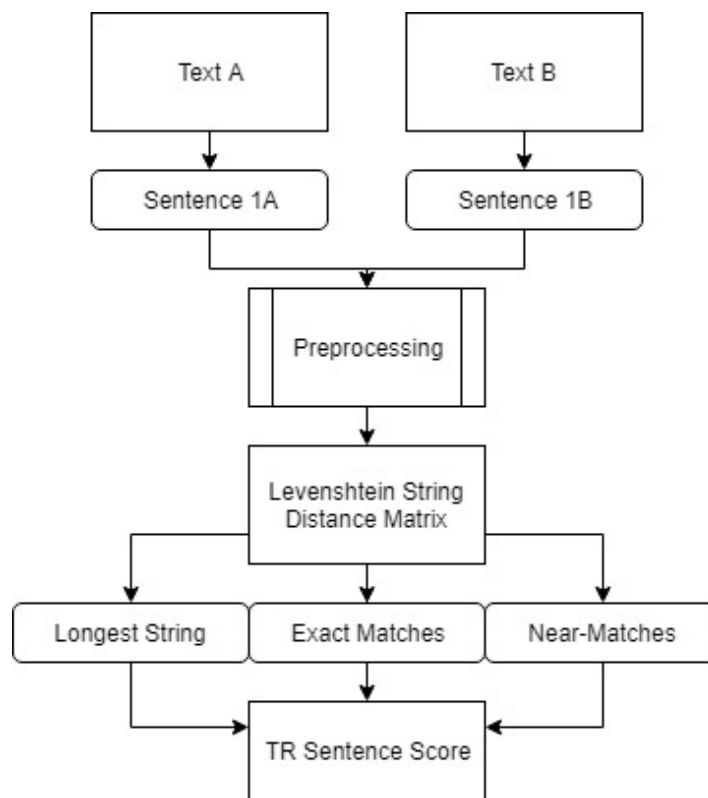 Text A
Text B
Sentence 1A
Sentence 1B
Preprocessing
Levenshtein String
Distance Matrix
Longest String
Exact Matches
Near-Matches
TR Sentence Score